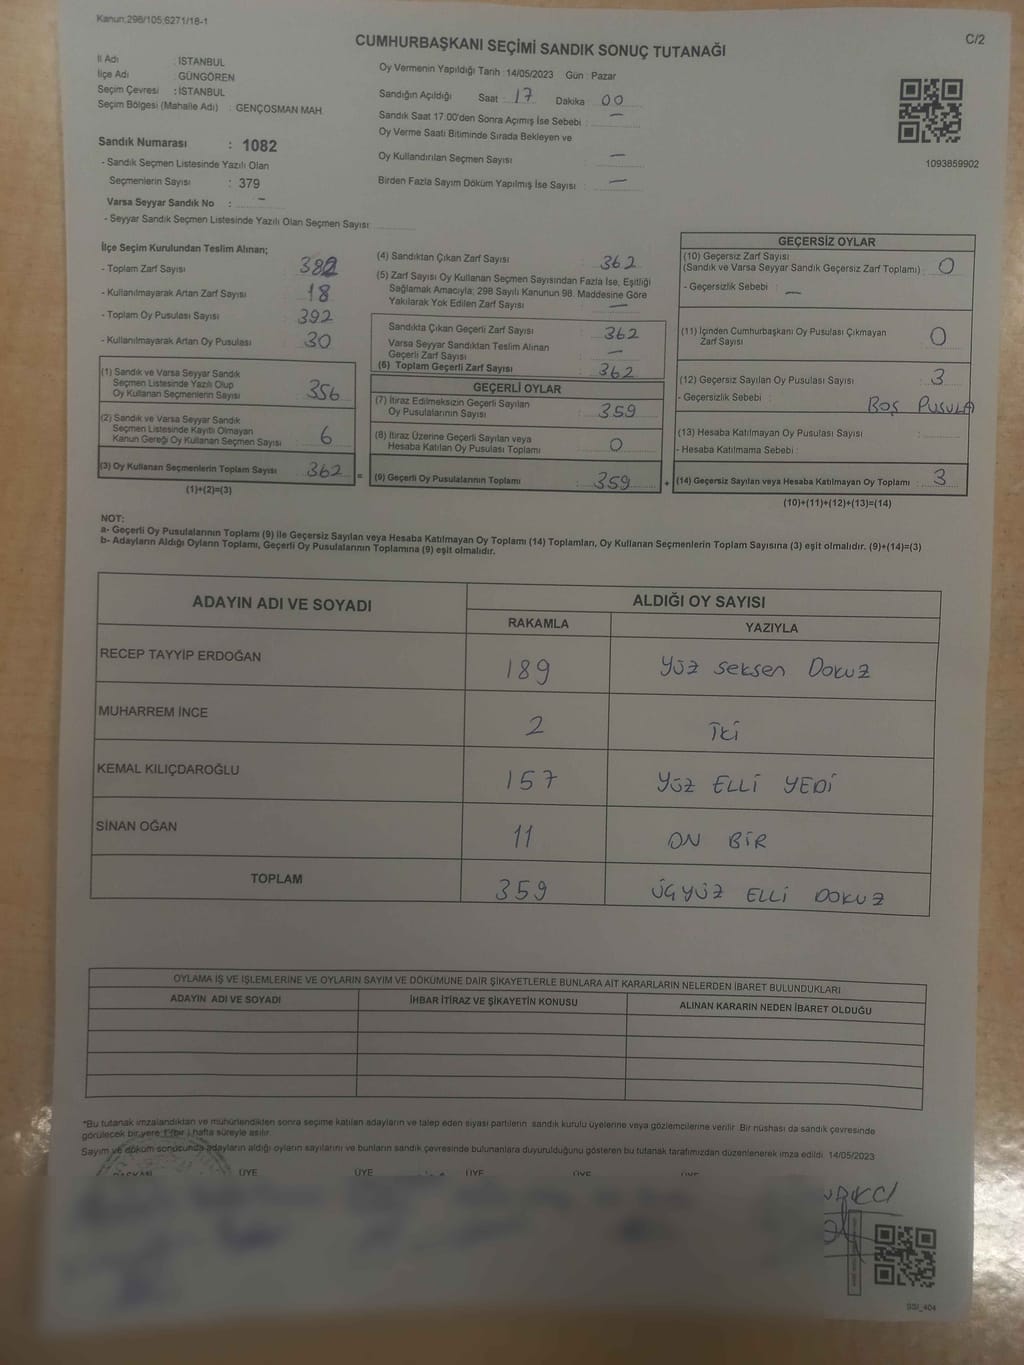 Kanun:298/105;6271/18-1
C/2
CUMHURBAŞKANI SEÇİMİ SANDIK SONUÇ TUTANAĞI
İl Adı : İSTANBUL
İlçe Adı : GÜNGÖREN
Seçim Çevresi : İSTANBUL
Seçim Bölgesi (Mahalle Adı) : GENÇOSMAN MAH.
Sandık Numarası : 1082
- Sandık Seçmen Listesinde Yazılı Olan
Seçmenlerin Sayısı : 379
Varsa Seyyar Sandık No : -
- Seyyar Sandık Seçmen Listesinde Yazılı Olan Seçmen Sayısı:
Oy Vermenin Yapıldığı Tarih :14/05/2023 Gün : Pazar
Sandığın Açıldığı Saat : 17 Dakika : 00
Sandık Saat 17:00'den Sonra Açımış İse Sebebi : -
Oy Verme Saati Bitiminde Sırada Bekleyen ve
Oy Kullandırılan Seçmen Sayısı : -
Birden Fazla Sayım Döküm Yapılmış İse Sayısı : -
1093859902
İlçe Seçim Kurulundan Teslim Alınan;
- Toplam Zarf Sayısı : 382
- Kullanılmayarak Artan Zarf Sayısı : 18
- Toplam Oy Pusulası Sayısı : 392
- Kullanılmayarak Artan Oy Pusulası : 30
(1) Sandık ve Varsa Seyyar Sandık
Seçmen Listesinde Yazılı Olup
Oy Kullanan Seçmenlerin Sayısı : 356
(2) Sandık ve Varsa Seyyar Sandık
Seçmen Listesinde Kayıtlı Olmayan
Kanun Gereği Oy Kullanan Seçmen Sayısı : 6
(3) Oy Kullanan Seçmenlerin Toplam Sayısı : 362
(1)+(2)=(3)
(4) Sandıktan Çıkan Zarf Sayısı : 362
(5) Zarf Sayısı Oy Kullanan Seçmen Sayısından Fazla İse, Eşitliği
Sağlamak Amacıyla; 298 Sayılı Kanunun 98. Maddesine Göre
Yakılarak Yok Edilen Zarf Sayısı : -
Sandıkta Çıkan Geçerli Zarf Sayısı : 362
Varsa Seyyar Sandıktan Teslim Alınan
Geçerli Zarf Sayısı : -
(6) Toplam Geçerli Zarf Sayısı : 362
GEÇERLİ OYLAR
(7) İtiraz Edilmeksizin Geçerli Sayılan
Oy Pusulalarının Sayısı : 359
(8) İtiraz Üzerine Geçerli Sayılan veya
Hesaba Katılan Oy Pusulası Toplamı : 0
= (9) Geçerli Oy Pusulalarının Toplamı : 359 +
GEÇERSİZ OYLAR
(10) Geçersiz Zarf Sayısı
(Sandık ve Varsa Seyyar Sandık Geçersiz Zarf Toplamı) : 0
- Geçersizlik Sebebi : -
(11) İçinden Cumhurbaşkanı Oy Pusulası Çıkmayan
Zarf Sayısı : 0
(12) Geçersiz Sayılan Oy Pusulası Sayısı : 3
- Geçersizlik Sebebi : BOŞ PUSULA
(13) Hesaba Katılmayan Oy Pusulası Sayısı :
- Hesaba Katılmama Sebebi :
(14) Geçersiz Sayılan veya Hesaba Katılmayan Oy Toplamı : 3
(10)+(11)+(12)+(13)=(14)
NOT:
a- Geçerli Oy Pusulalarının Toplamı (9) ile Geçersiz Sayılan veya Hesaba Katılmayan Oy Toplamı (14) Toplamları, Oy Kullanan Seçmenlerin Toplam Sayısına (3) eşit olmalıdır. (9)+(14)=(3)
b- Adayların Aldığı Oyların Toplamı, Geçerli Oy Pusulalarının Toplamına (9) eşit olmalıdır.
ADAYIN ADI VE SOYADI ALDIĞI OY SAYISI
RAKAMLA YAZIYLA
RECEP TAYYİP ERDOĞAN 189 Yüz seksen Dokuz
MUHARREM İNCE 2 İki
KEMAL KILIÇDAROĞLU 157 Yüz ELLİ YEDİ
SİNAN OĞAN 11 ON BİR
TOPLAM 359 üçyüz ELLİ DOKUZ
OYLAMA İŞ VE İŞLEMLERİNE VE OYLARIN SAYIM VE DÖKÜMÜNE DAİR ŞİKAYETLERLE BUNLARA AİT KARARLARIN NELERDEN İBARET BULUNDUKLARI
ADAYIN ADI VE SOYADI İHBAR İTİRAZ VE ŞİKAYETİN KONUSU ALINAN KARARIN NEDEN İBARET OLDUĞU
*Bu tutanak imzalandıktan ve mühürlendikten sonra seçime katılan adayların ve talep eden siyasi partilerin sandık kurulu üyelerine veya gözlemcilerine verilir. Bir nüshası da sandık çevresinde
görülecek bir yere 1 (bir) hafta süreyle asılır.
Sayım ve döküm sonucunda adayların aldığı oyların sayılarını ve bunların sandık çevresinde bulunanlara duyurulduğunu gösteren bu tutanak tarafımızdan düzenlenerek imza edildi. 14/05/2023
BAŞKAN ÜYE ÜYE ÜYE ÜYE ÜYE
SSI_404